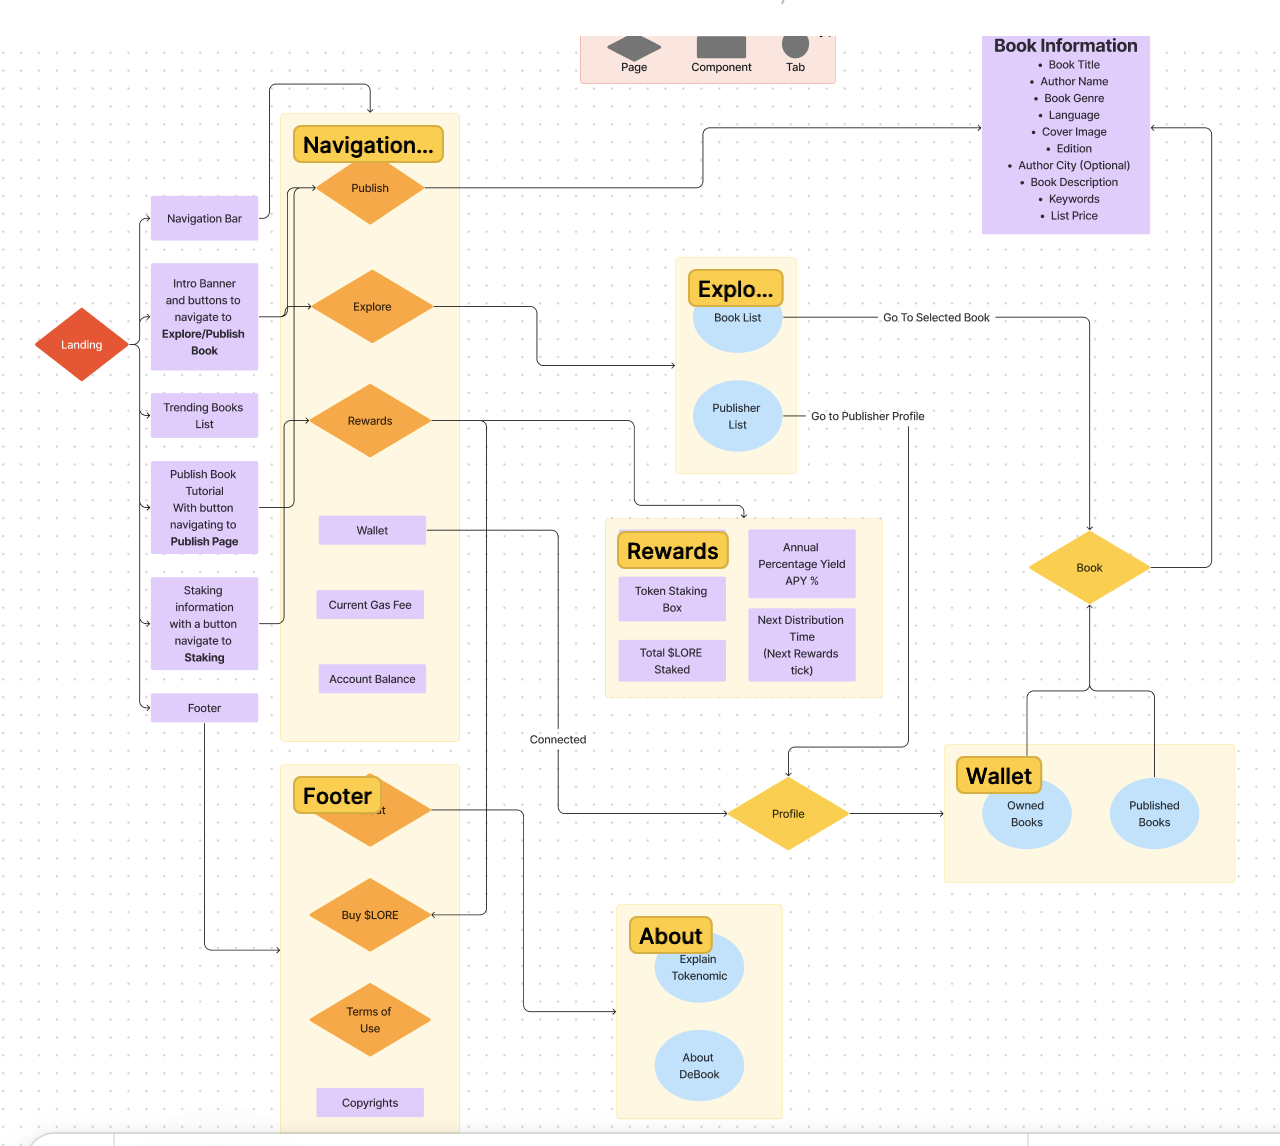 Page
Component
Tab
Book Information
• Book Title
• Author Name
• Book Genre
• Language
• Cover Image
• Edition
• Author City (Optional)
• Book Description
• Keywords
• List Price
Navigation...
Publish
Navigation Bar
Intro Banner
and buttons to
navigate to
Explore/Publish
Book
Explore
Landing
Trending Books
List
Rewards
Publish Book
Tutorial
With button
navigating to
Publish Page
Wallet
Staking
information
with a button
navigate to
Staking
Current Gas Fee
Account Balance
Footer
Explo...
Book List
Go To Selected Book
Publisher
List
Go to Publisher Profile
Rewards
Annual
Percentage Yield
APY %
Token Staking
Box
Next Distribution
Time
(Next Rewards
tick)
Total $LORE
Staked
Book
Connected
Profile
Wallet
Owned
Books
Published
Books
Footer
Buy $LORE
Terms of
Use
Copyrights
About
Explain
Tokenomic
About
DeBook